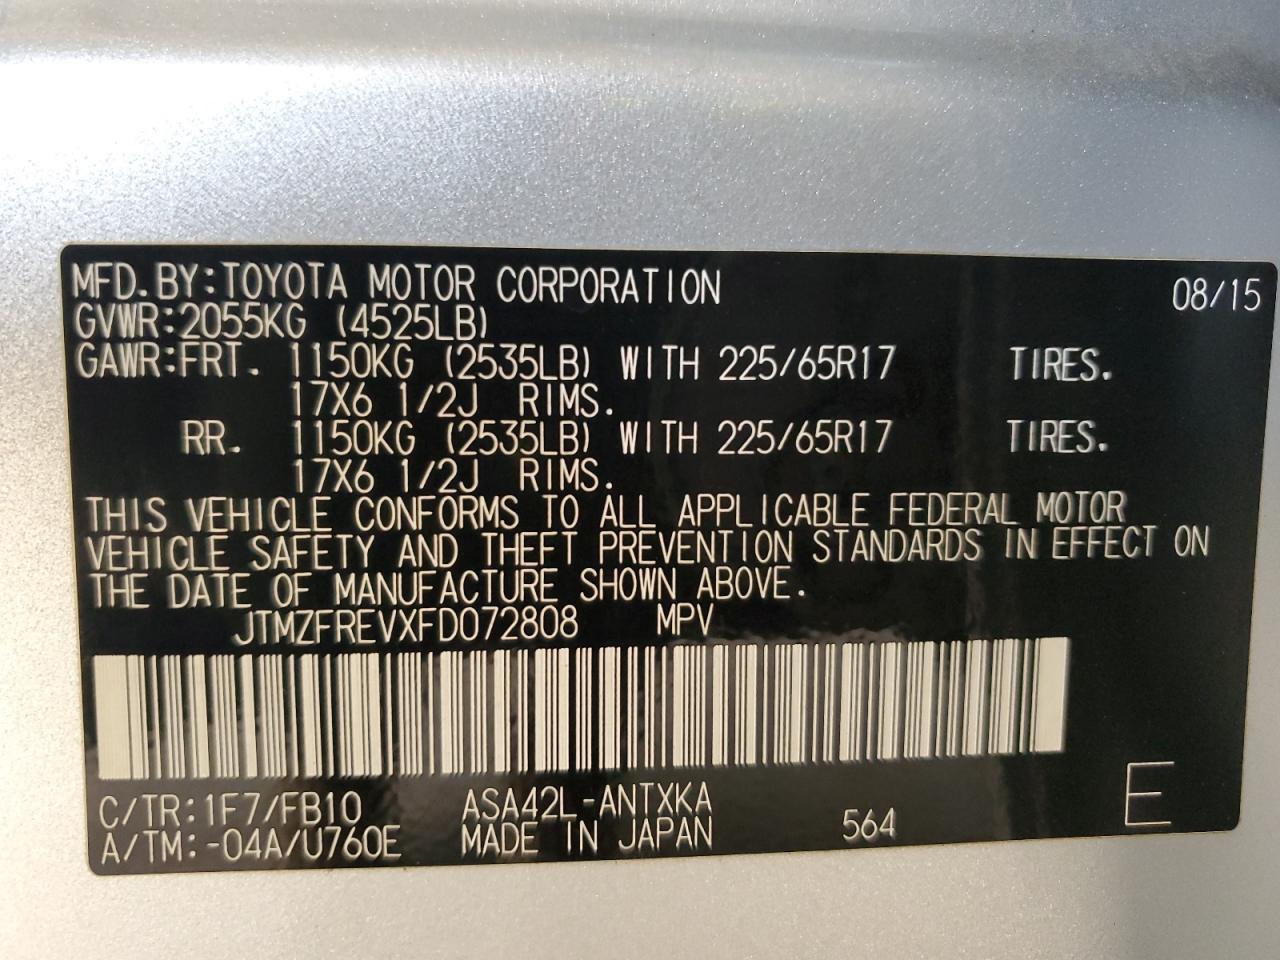 MFD.BY:TOYOTA MOTOR CORPORATION 08/15
GVWR:2055KG (4525LB)
GAWR:FRT. 1150KG (2535LB) WITH 225/65R17 TIRES.
17X6 1/2J RIMS.
RR. 1150KG (2535LB) WITH 225/65R17 TIRES.
17X6 1/2J RIMS.
THIS VEHICLE CONFORMS TO ALL APPLICABLE FEDERAL MOTOR
VEHICLE SAFETY AND THEFT PREVENTION STANDARDS IN EFFECT ON
THE DATE OF MANUFACTURE SHOWN ABOVE.
JTMZFREVXFD072808 MPV
C/TR:1F7/FB10 ASA42L-ANTXKA
A/TM:-04A/U760E MADE IN JAPAN 564 E